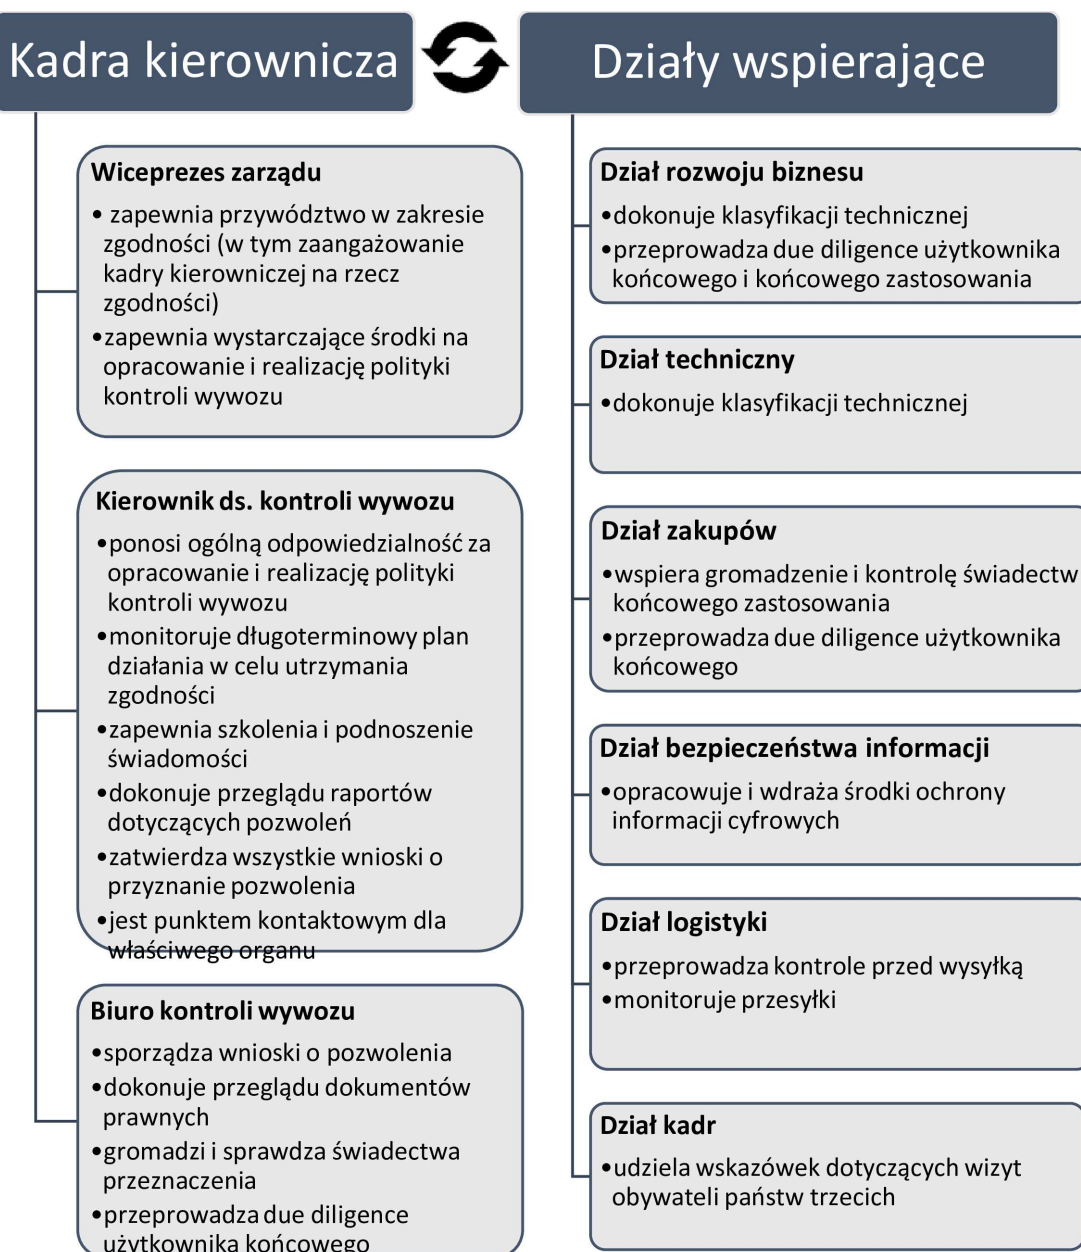 Kadra kierownicza
Wiceprezes zarządu
• zapewnia przywództwo w zakresie
zgodności (w tym zaangażowanie
kadry kierowniczej na rzecz
zgodności)
•zapewnia wystarczające środki na
opracowanie i realizację polityki
kontroli wywozu
Kierownik ds. kontroli wywozu
•ponosi ogólną odpowiedzialność za
opracowanie i realizację polityki
kontroli wywozu
•monitoruje długoterminowy plan
działania w celu utrzymania
zgodności
•zapewnia szkolenia i podnoszenie
świadomości
•dokonuje przeglądu raportów
dotyczących pozwoleń
•zatwierdza wszystkie wnioski o
przyznanie pozwolenia
•jest punktem kontaktowym dla
właściwego organu
Biuro kontroli wywozu
•sporządza wnioski o pozwolenia
•dokonuje przeglądu dokumentów
prawnych
•gromadzi i sprawdza świadectwa
przeznaczenia
•przeprowadza due diligence
użytkownika końcowego
Działy wspierające
Dział rozwoju biznesu
•dokonuje klasyfikacji technicznej
•przeprowadza due diligence użytkownika
końcowego i końcowego zastosowania
Dział techniczny
•dokonuje klasyfikacji technicznej
Dział zakupów
•wspiera gromadzenie i kontrolę świadectw
końcowego zastosowania
•przeprowadza due diligence użytkownika
końcowego
Dział bezpieczeństwa informacji
•opracowuje i wdraża środki ochrony
informacji cyfrowych
Dział logistyki
•przeprowadza kontrole przed wysyłką
•monitoruje przesyłki
Dział kadr
•udziela wskazówek dotyczących wizyt
obywateli państw trzecich